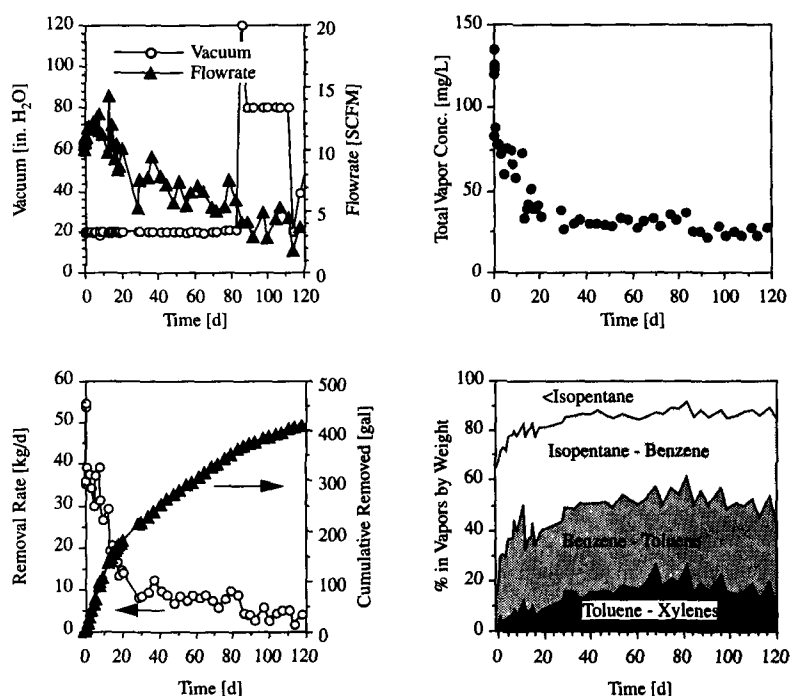 120
100
80
60
40
20
0
Vacuum [in. H2O]
Vacuum
Flowrate
20
15
10
5
0
Flowrate [SCFM]
0 20 40 60 80 100 120
Time [d]
150
100
50
0
Total Vapor Conc. [mg/L]
0 20 40 60 80 100 120
Time [d]
60
50
40
30
20
10
0
Removal Rate [kg/d]
500
400
300
200
100
0
Cumulative Removed [gal]
0 20 40 60 80 100 120
Time [d]
100
80
60
40
20
0
% in Vapors by Weight
<Isopentane
Isopentane - Benzene
Benzene - Toluene
Toluene - Xylenes
0 20 40 60 80 100 120
Time [d]